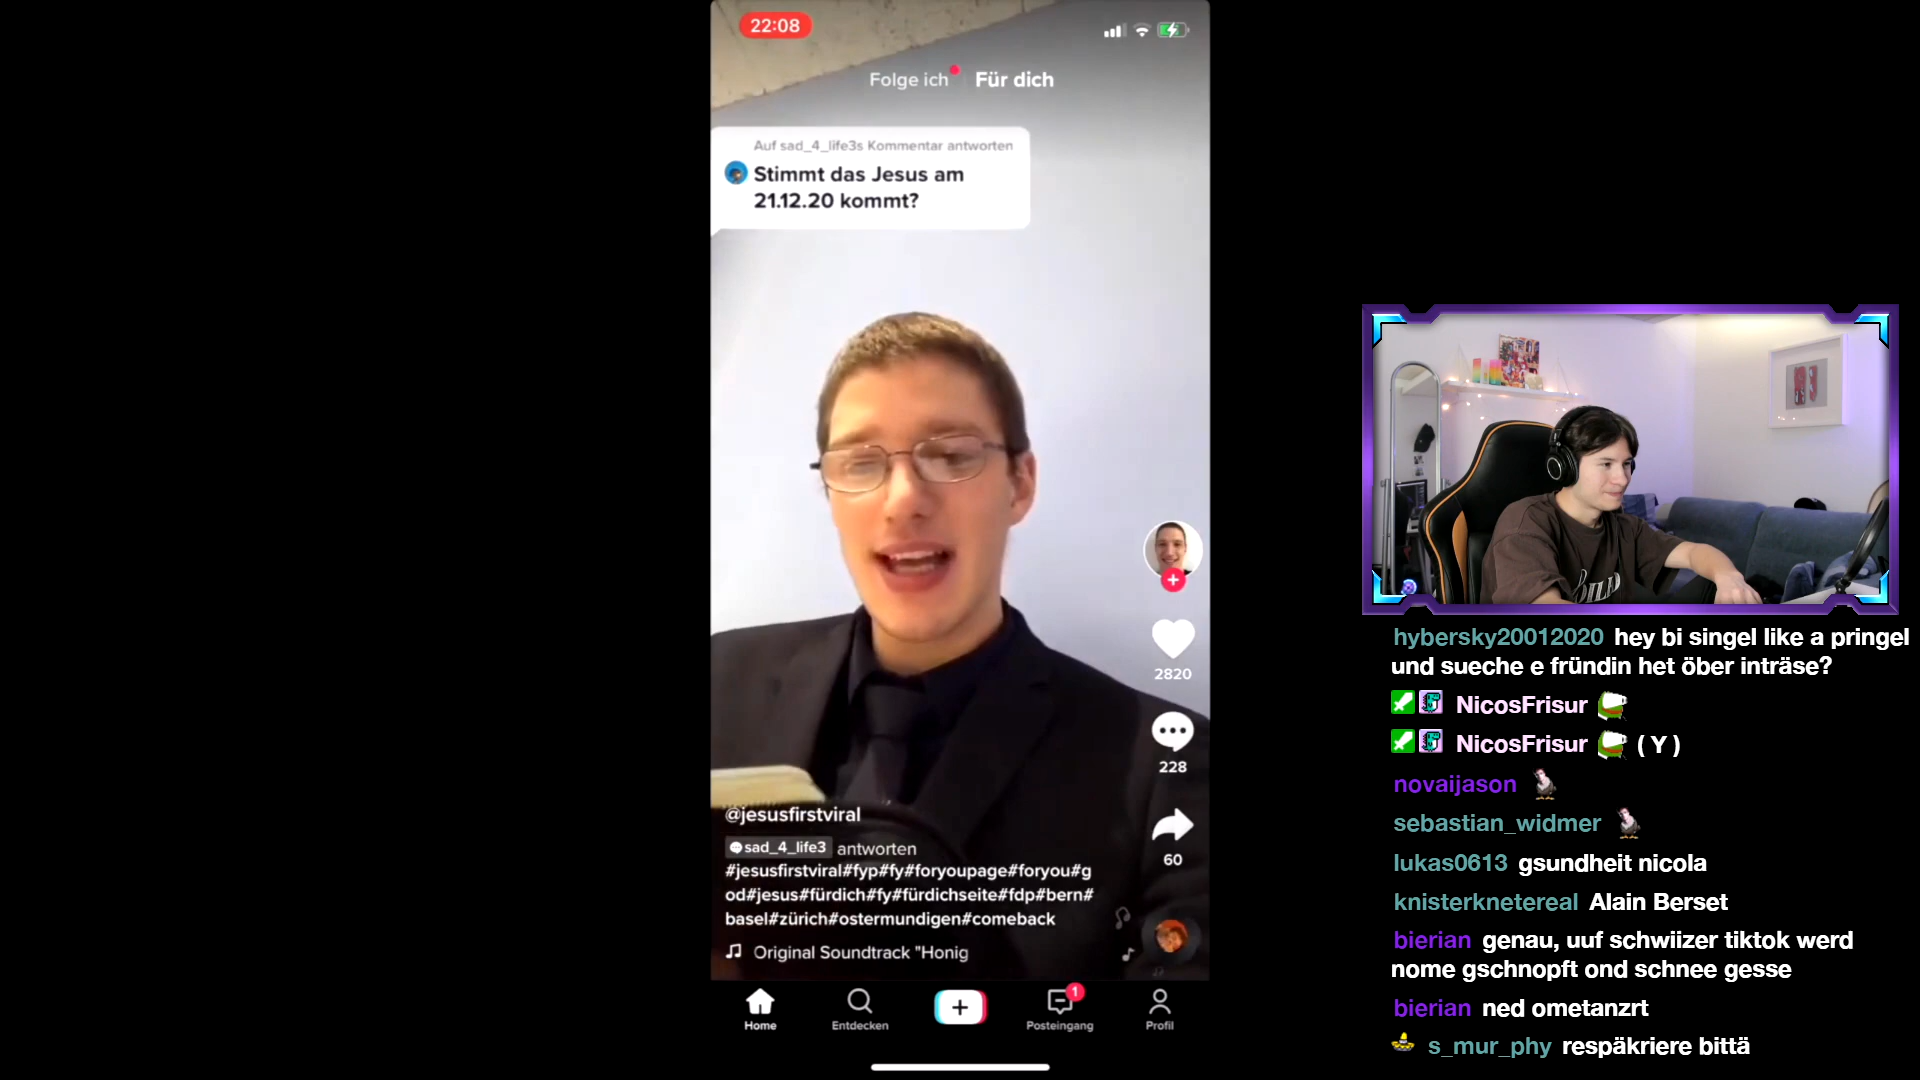 22:08
Folge ich
Für dich
Auf sad_4_life3s Kommentar antworten
Stimmt das Jesus am
21.12.20 kommt?
2820
228
60
@jesusfirstviral
sad_4_life3 antworten
#jesusfirstviral#fyp#fy#foryoupage#foryou#g
od#jesus#fürdich#fy#fürdichseite#fdp#bern#
basel#zürich#ostermundigen#comeback
Original Soundtrack "Honig
Home
Entdecken
1
Posteingang
Profil
hybersky20012020 hey bi singel like a pringel
und sueche e fründin het öber inträse?
NicosFrisur
NicosFrisur ( Y )
novaijason
sebastian_widmer
lukas0613 gsundheit nicola
knisterknetereal Alain Berset
bierian genau, uuf schwiizer tiktok werd
nome gschnopft ond schnee gesse
bierian ned ometanzrt
s_mur_phy respäkriere bittä